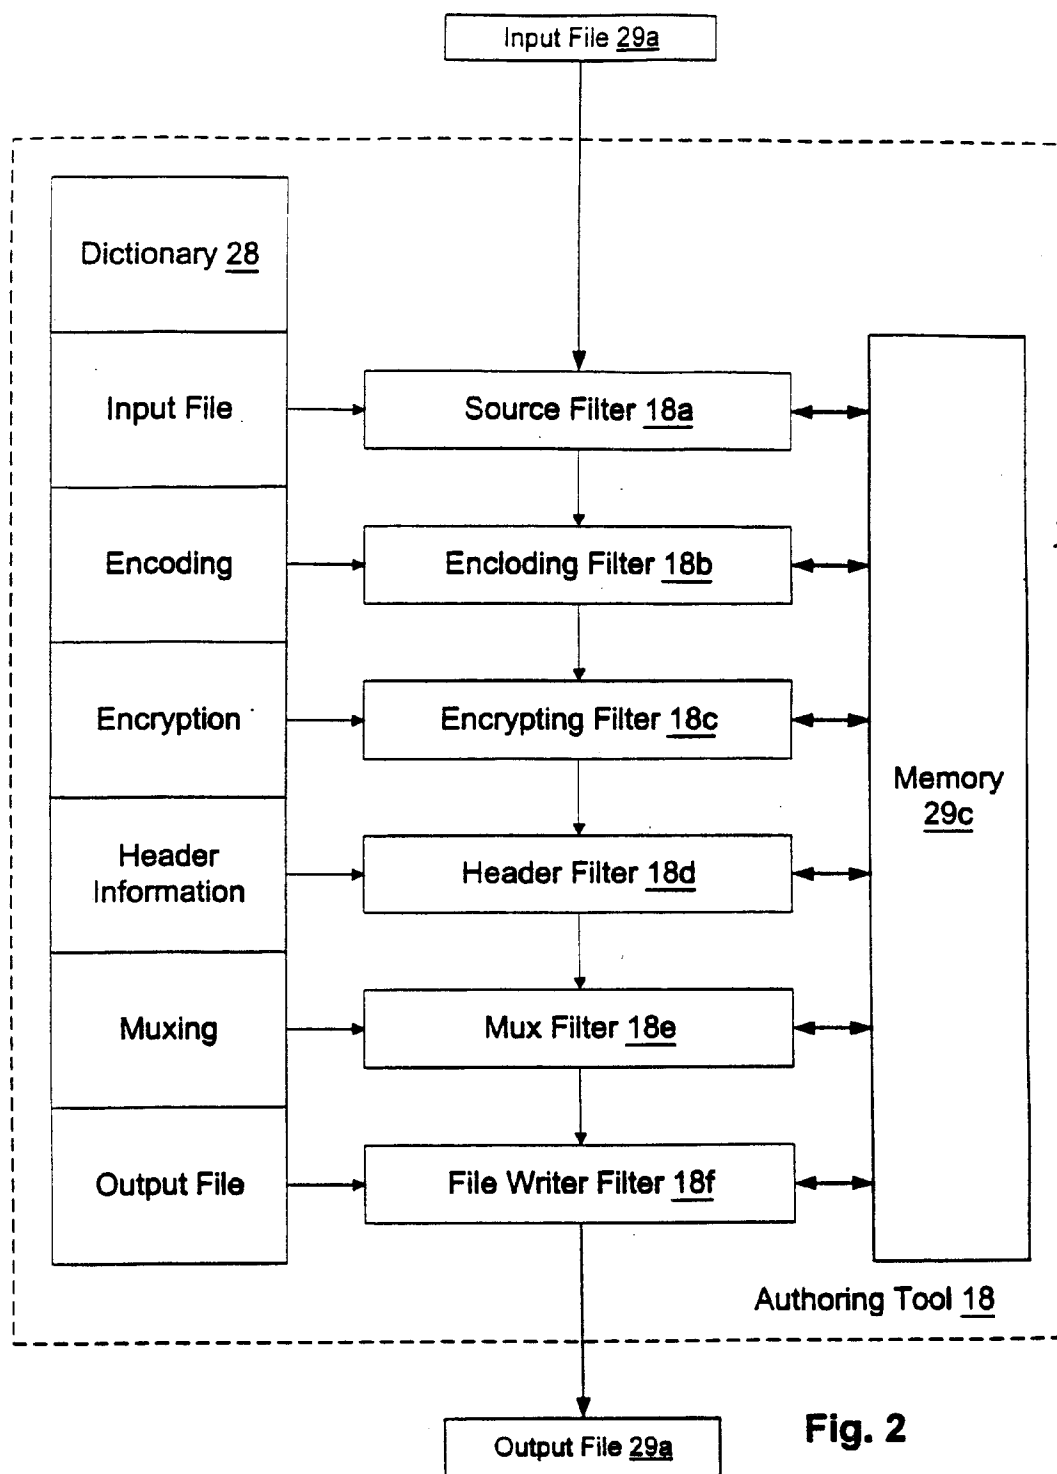 Input File 29a
Dictionary 28
Input File
Source Filter 18a
Encoding
Encloding Filter 18b
Encryption
Encrypting Filter 18c
Memory
29c
Header
Information
Header Filter 18d
Muxing
Mux Filter 18e
Output File
File Writer Filter 18f
Authoring Tool 18
Output File 29a
Fig. 2